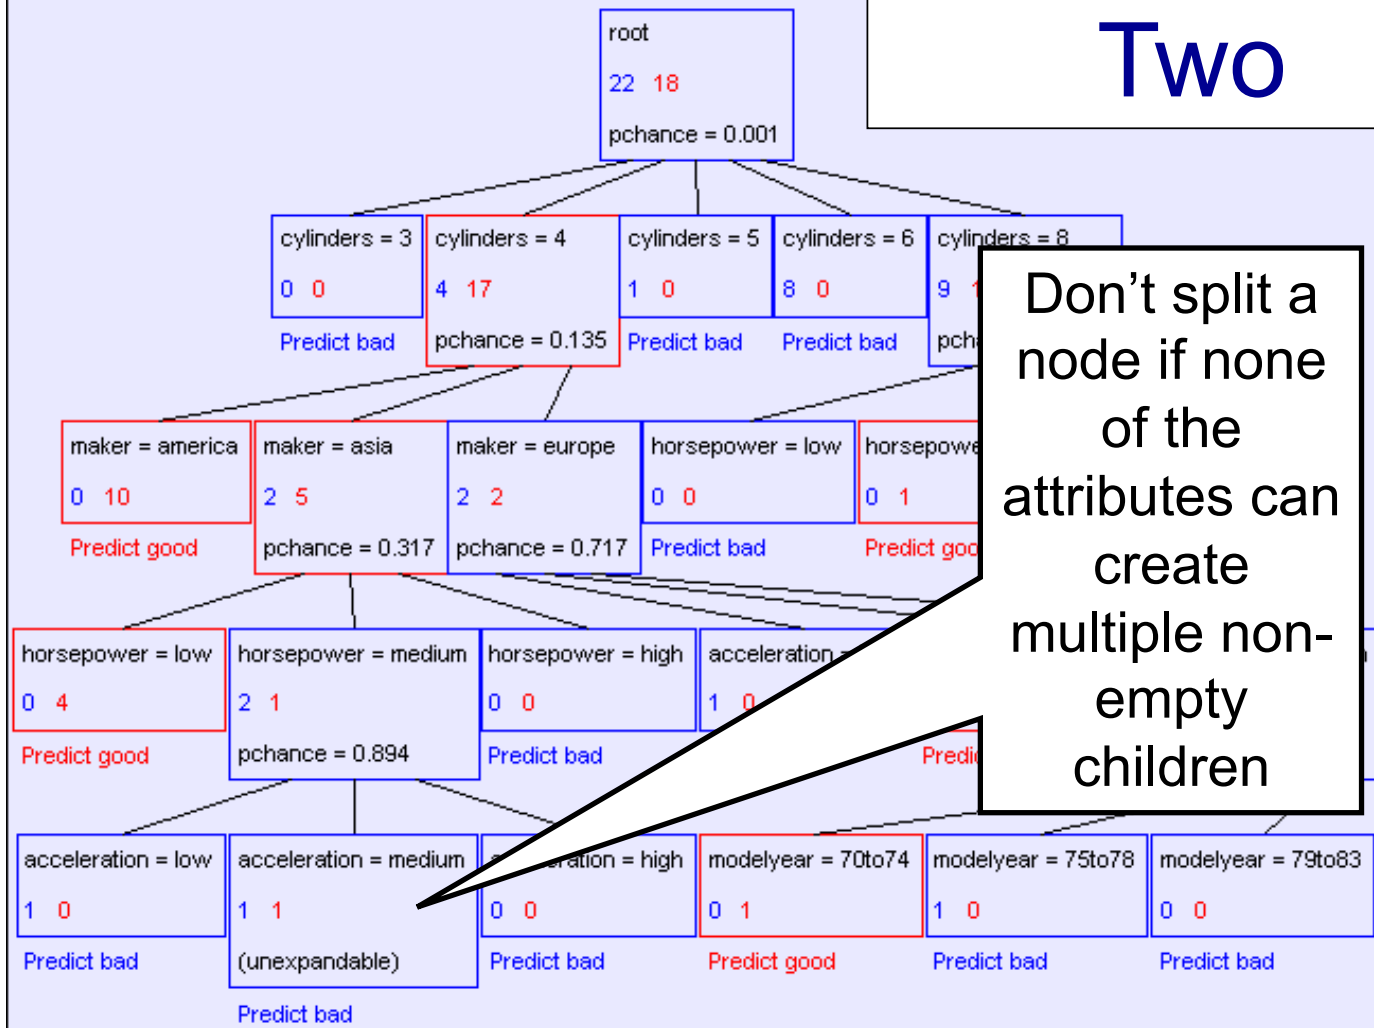 Two
root
22 18
pchance = 0.001
cylinders = 3
0 0
Predict bad
cylinders = 4
4 17
pchance = 0.135
cylinders = 5
1 0
Predict bad
cylinders = 6
8 0
Predict bad
cylinders = 8
9
Don’t split a
node if none
of the
attributes can
create
multiple non-
empty
children
maker = america
0 10
Predict good
maker = asia
2 5
pchance = 0.317
maker = europe
2 2
pchance = 0.717
horsepower = low
0 0
Predict bad
0 1
Predict
horsepower = low
0 4
Predict good
horsepower = medium
2 1
pchance = 0.894
horsepower = high
0 0
Predict bad
acceleration =
1 0
acceleration = low
1 0
Predict bad
acceleration = medium
1 1
(unexpandable)
Predict bad
= high
0 0
Predict bad
modelyear = 70to74
0 1
Predict good
modelyear = 75to78
1 0
Predict bad
modelyear = 79to83
0 0
Predict bad